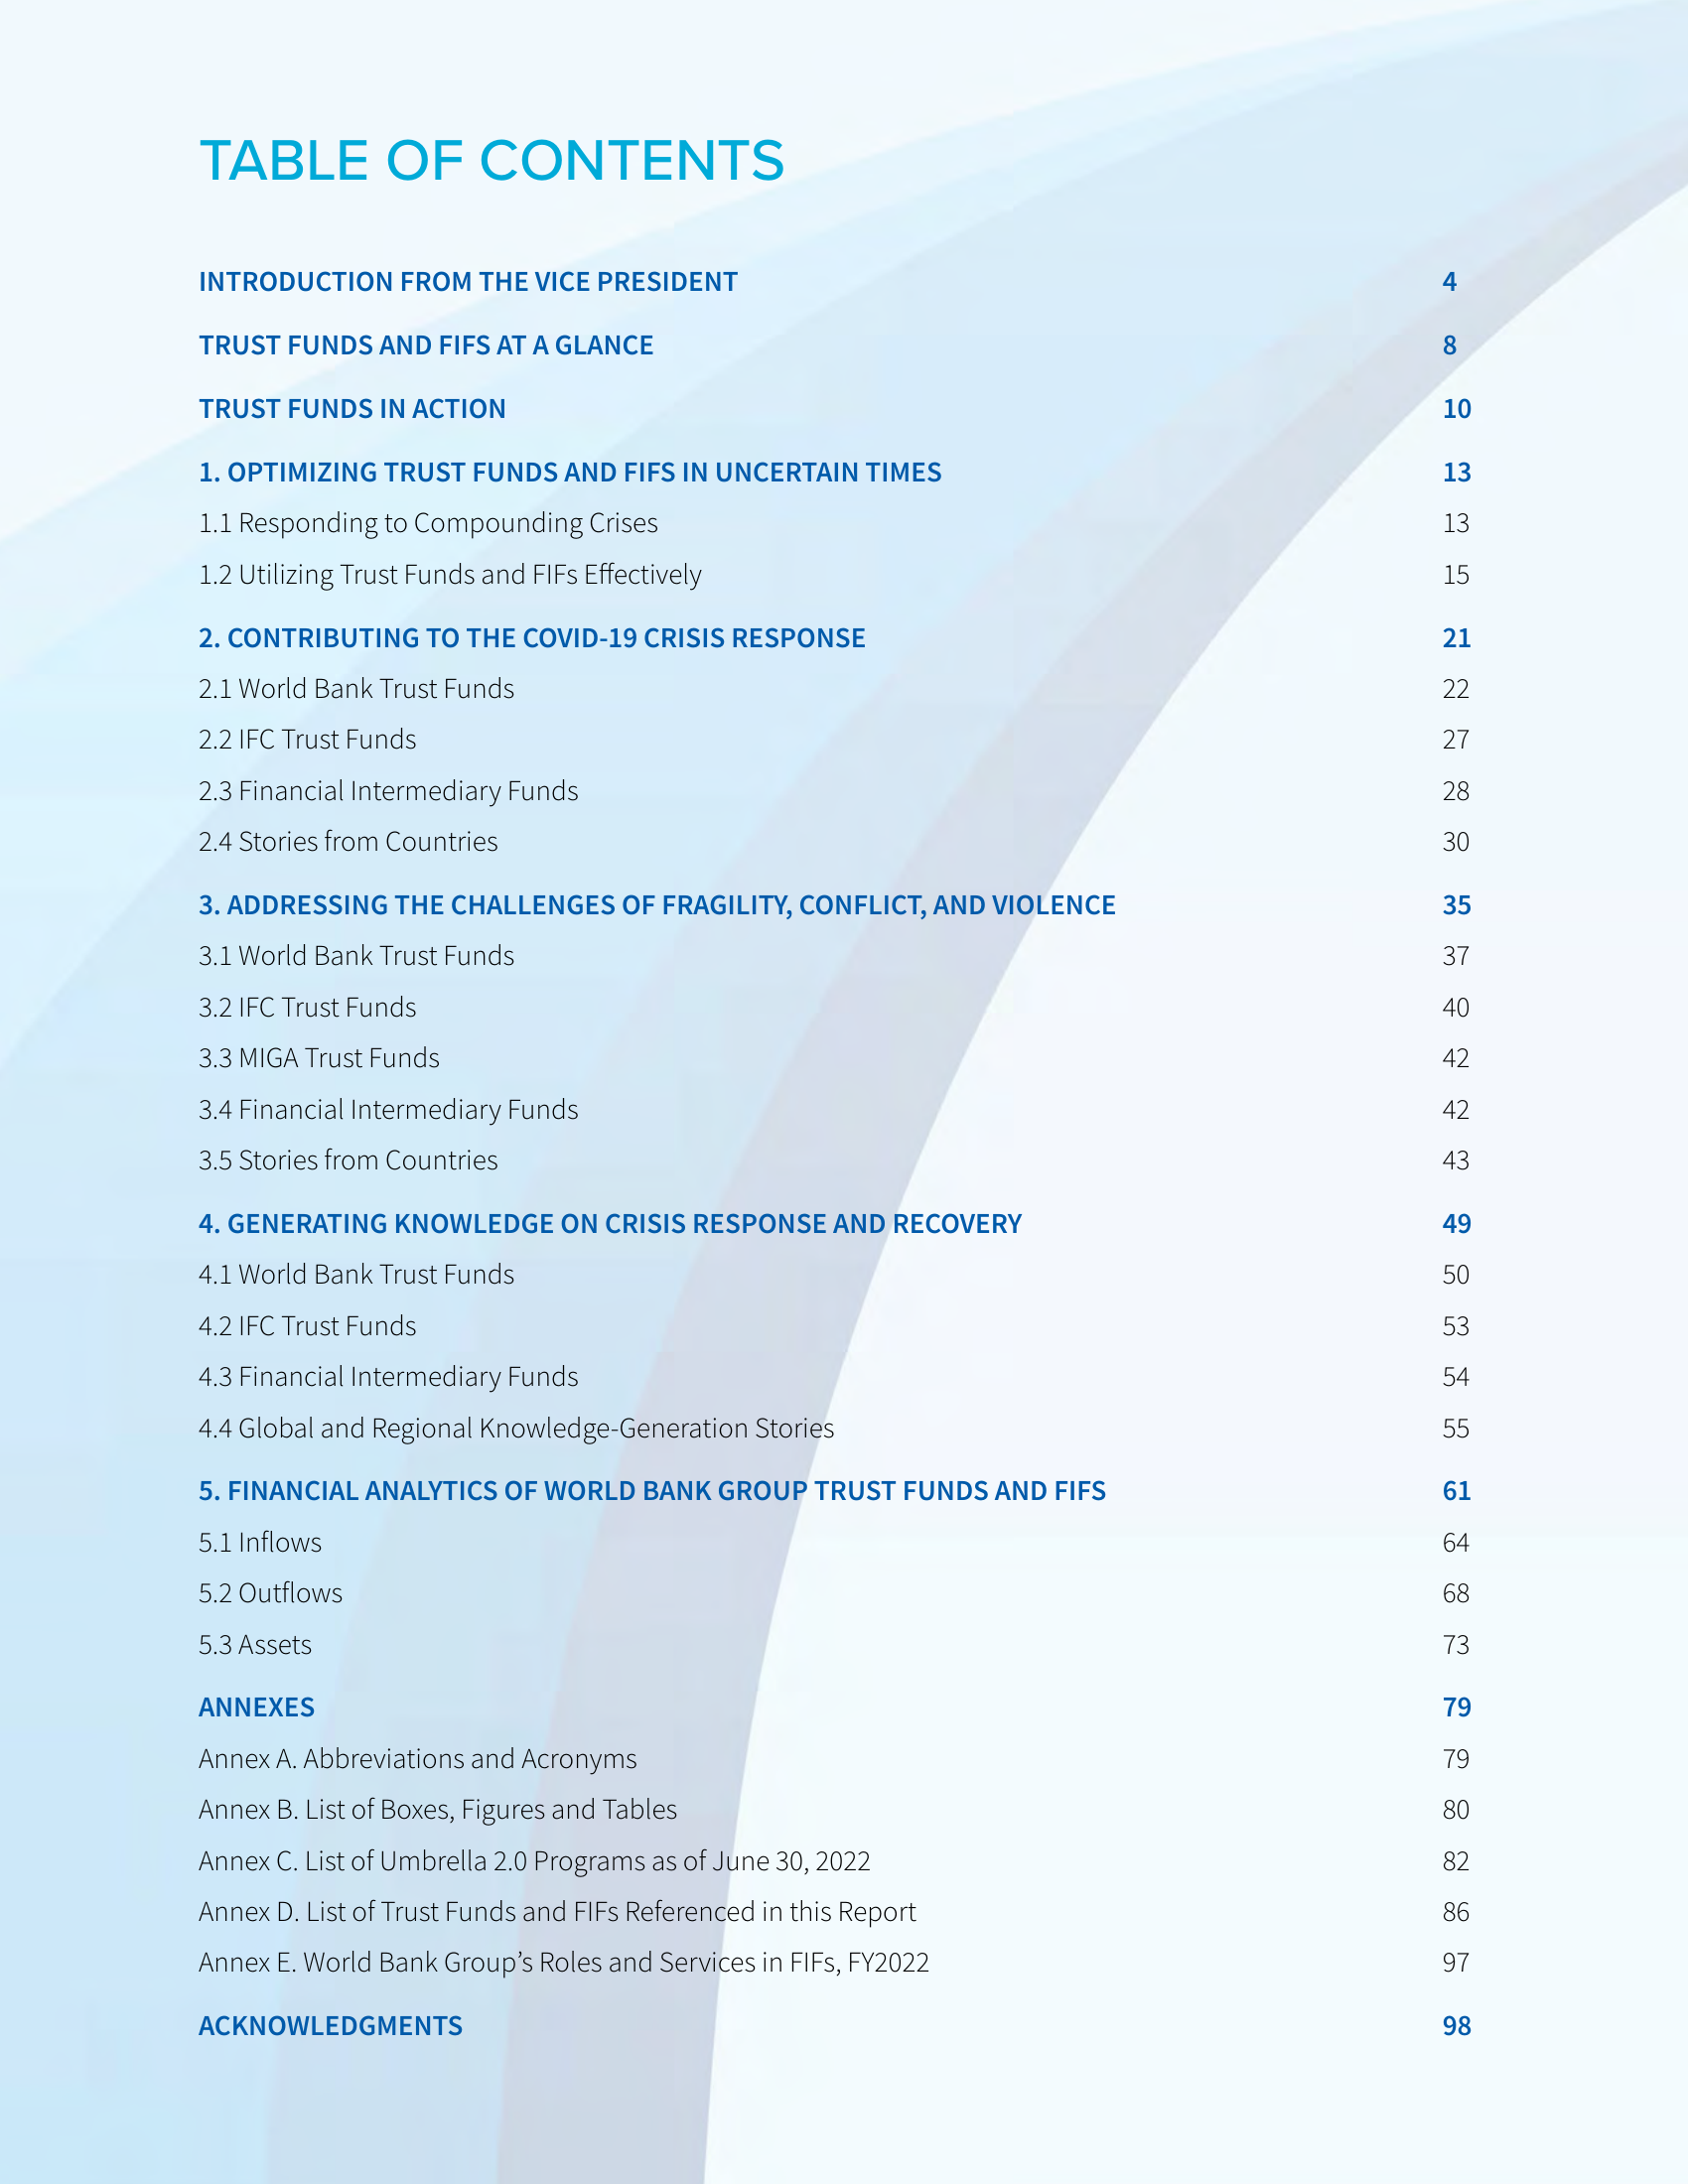 TABLE OF CONTENTS
INTRODUCTION FROM THE VICE PRESIDENT 4
TRUST FUNDS AND FIFS AT A GLANCE 8
TRUST FUNDS IN ACTION 10
1. OPTIMIZING TRUST FUNDS AND FIFS IN UNCERTAIN TIMES 13
1.1 Responding to Compounding Crises 13
1.2 Utilizing Trust Funds and FIFs Effectively 15
2. CONTRIBUTING TO THE COVID-19 CRISIS RESPONSE 21
2.1 World Bank Trust Funds 22
2.2 IFC Trust Funds 27
2.3 Financial Intermediary Funds 28
2.4 Stories from Countries 30
3. ADDRESSING THE CHALLENGES OF FRAGILITY, CONFLICT, AND VIOLENCE 35
3.1 World Bank Trust Funds 37
3.2 IFC Trust Funds 40
3.3 MIGA Trust Funds 42
3.4 Financial Intermediary Funds 42
3.5 Stories from Countries 43
4. GENERATING KNOWLEDGE ON CRISIS RESPONSE AND RECOVERY 49
4.1 World Bank Trust Funds 50
4.2 IFC Trust Funds 53
4.3 Financial Intermediary Funds 54
4.4 Global and Regional Knowledge-Generation Stories 55
5. FINANCIAL ANALYTICS OF WORLD BANK GROUP TRUST FUNDS AND FIFS 61
5.1 Inflows 64
5.2 Outflows 68
5.3 Assets 73
ANNEXES 79
Annex A. Abbreviations and Acronyms 79
Annex B. List of Boxes, Figures and Tables 80
Annex C. List of Umbrella 2.0 Programs as of June 30, 2022 82
Annex D. List of Trust Funds and FIFs Referenced in this Report 86
Annex E. World Bank Group’s Roles and Services in FIFs, FY2022 97
ACKNOWLEDGMENTS 98